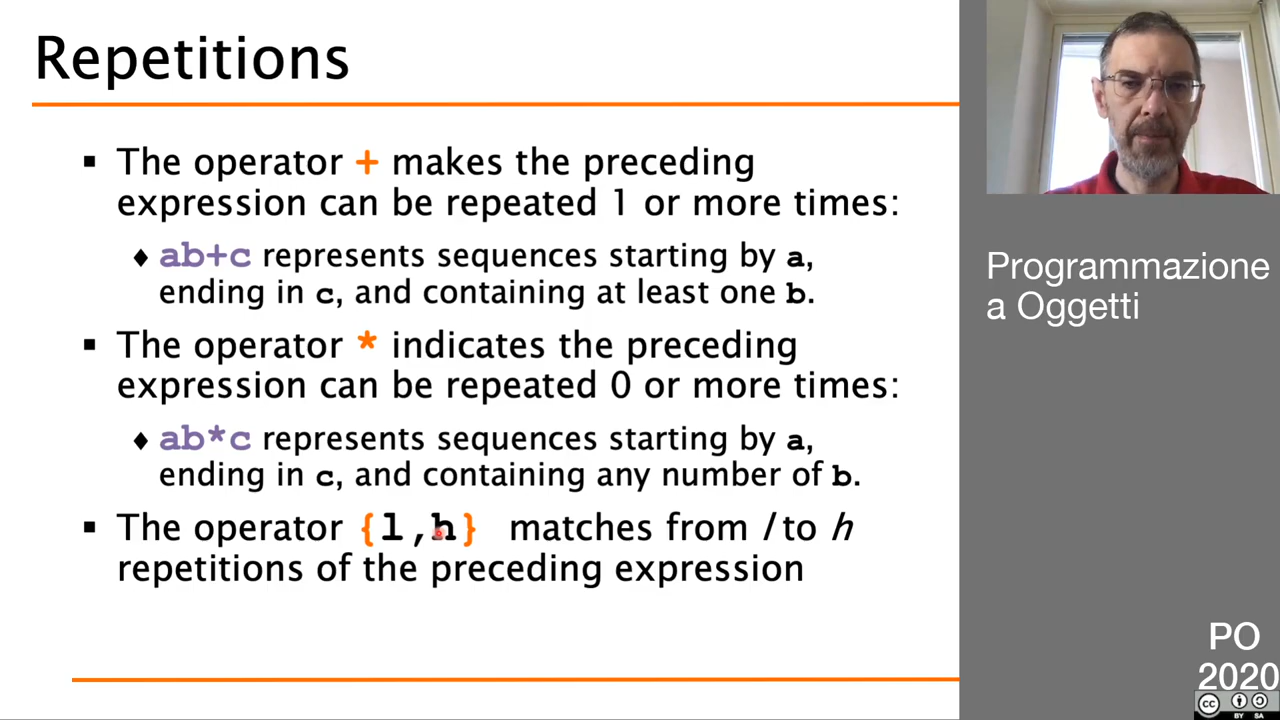 Repetitions
▪ The operator + makes the preceding
expression can be repeated 1 or more times:
♦ ab+c represents sequences starting by a,
ending in c, and containing at least one b.
▪ The operator * indicates the preceding
expression can be repeated 0 or more times:
♦ ab*c represents sequences starting by a,
ending in c, and containing any number of b.
▪ The operator {l,h} matches from l to h
repetitions of the preceding expression
Programmazione
a Oggetti
PO
2020
CC
BY SA